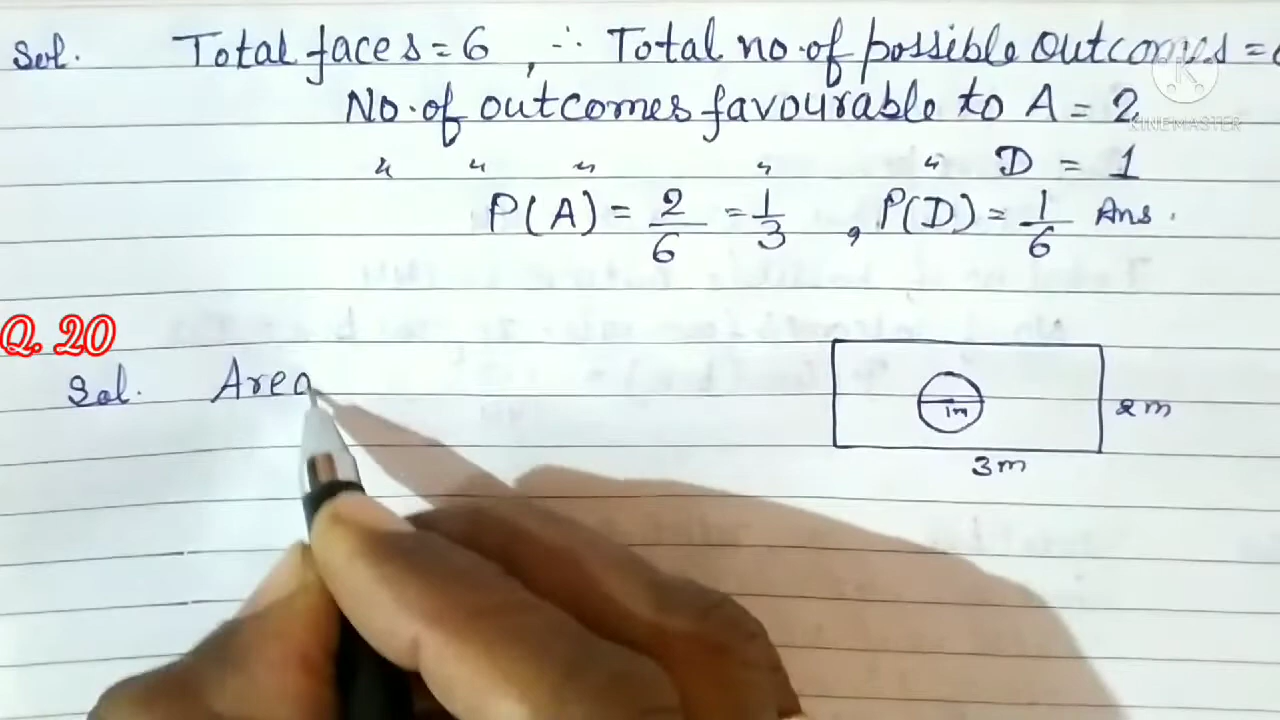 Sol. Total faces = 6 , ∴ Total no. of possible outcomes =
No. of outcomes favourable to A = 2
" " " " " D = 1
P(A) = 2/6 = 1/3 , P(D) = 1/6 Ans.
Q. 20
Sol. Area
1m
2m
3m
K
KINEMASTER